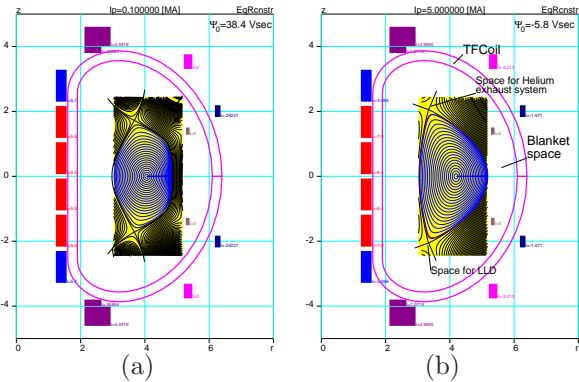 z Ip=0.100000 [MA] EqRcnstr
Ψ0=38.4 Vsec
4
2
0
-2
-4
0 2 4 6 r
(a)
z Ip=5.000000 [MA] EqRcnstr
Ψ0=-5.8 Vsec
TFCoil
Space for Helium
exhaust system
Blanket
space
Space for LLD
4
2
0
-2
-4
0 2 4 6 r
(b)